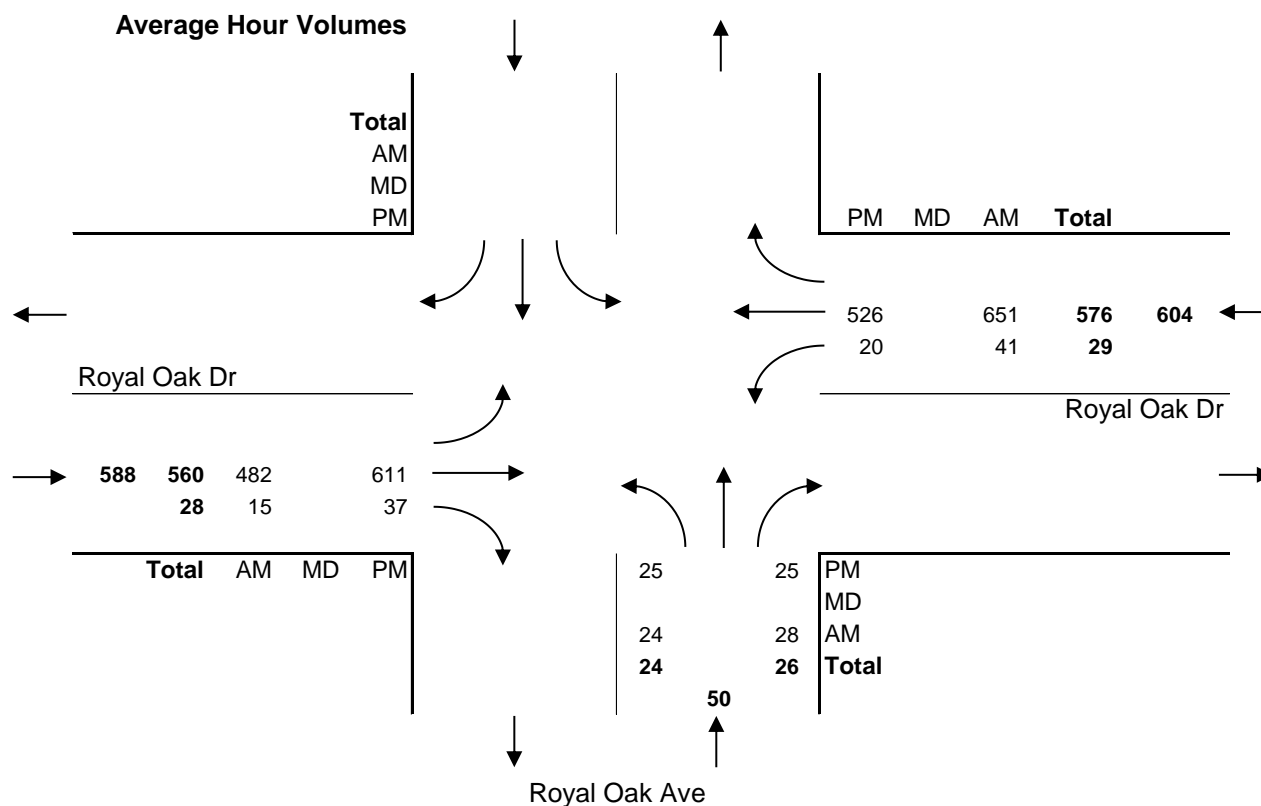 Average Hour Volumes
Total
AM
MD
PM
PM MD AM Total
526 651 576 604
20 41 29
Royal Oak Dr
Royal Oak Dr
588 560 482 611
28 15 37
Total AM MD PM
25 25 PM
MD
24 28 AM
24 26 Total
50
Royal Oak Ave